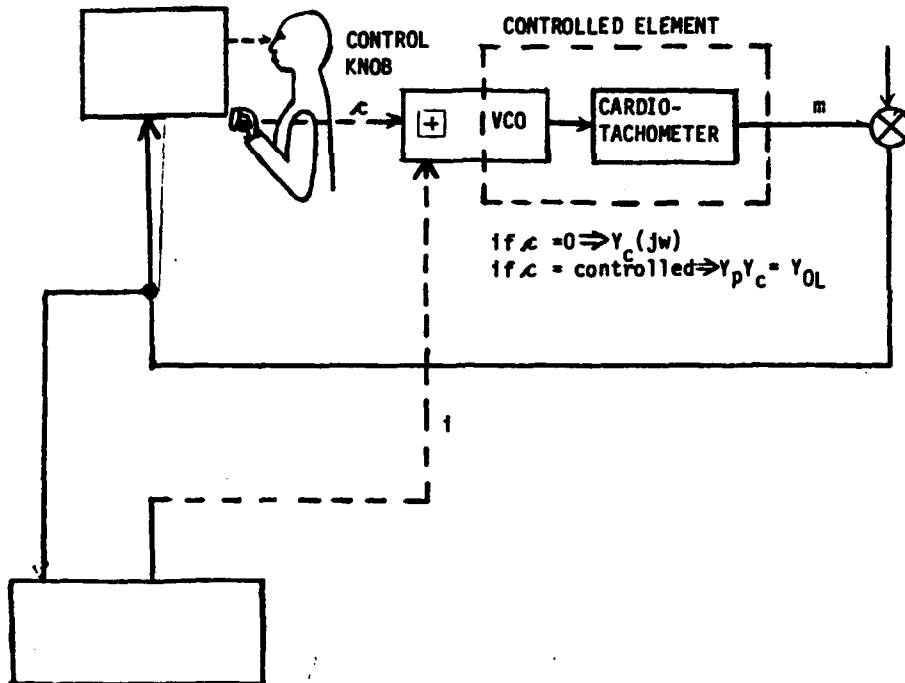 CONTROL
KNOB
CONTROLLED ELEMENT
c
+
VCO
CARDIO-
TACHOMETER
m
if c =0⇒Y_c(jw)
if c = controlled⇒Y_pY_c= Y_OL
i